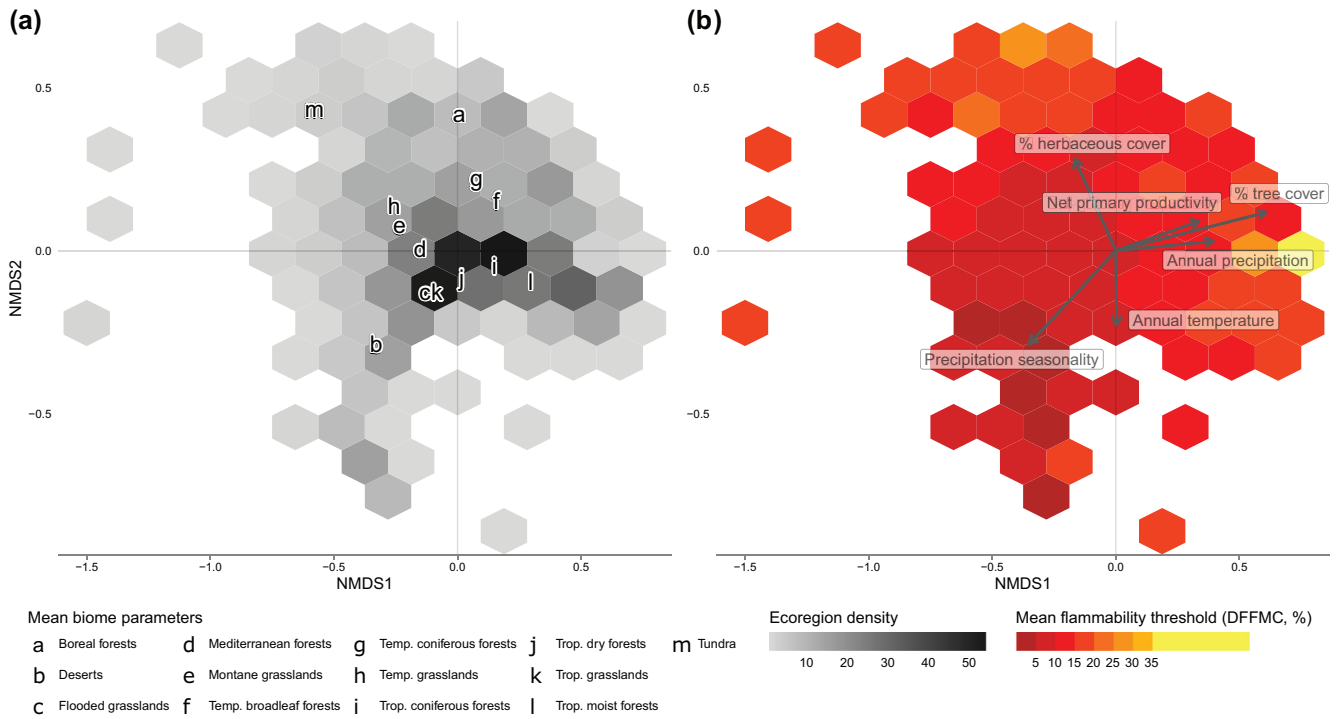 (a)
(b)
m
a
g
f
h
e
d
i
j
l
ck
b
0.5
0.0
−0.5
NMDS2
−1.5
−1.0
−0.5
0.0
0.5
NMDS1
% herbaceous cover
Net primary productivity
% tree cover
Annual precipitation
Annual temperature
Precipitation seasonality
0.5
0.0
−0.5
−1.5
−1.0
−0.5
0.0
0.5
NMDS1
Mean biome parameters
a Boreal forests
b Deserts
c Flooded grasslands
d Mediterranean forests
e Montane grasslands
f Temp. broadleaf forests
g Temp. coniferous forests
h Temp. grasslands
i Trop. coniferous forests
j Trop. dry forests
k Trop. grasslands
l Trop. moist forests
m Tundra
Ecoregion density
10 20 30 40 50
Mean flammability threshold (DFFMC, %)
5 10 15 20 25 30 35